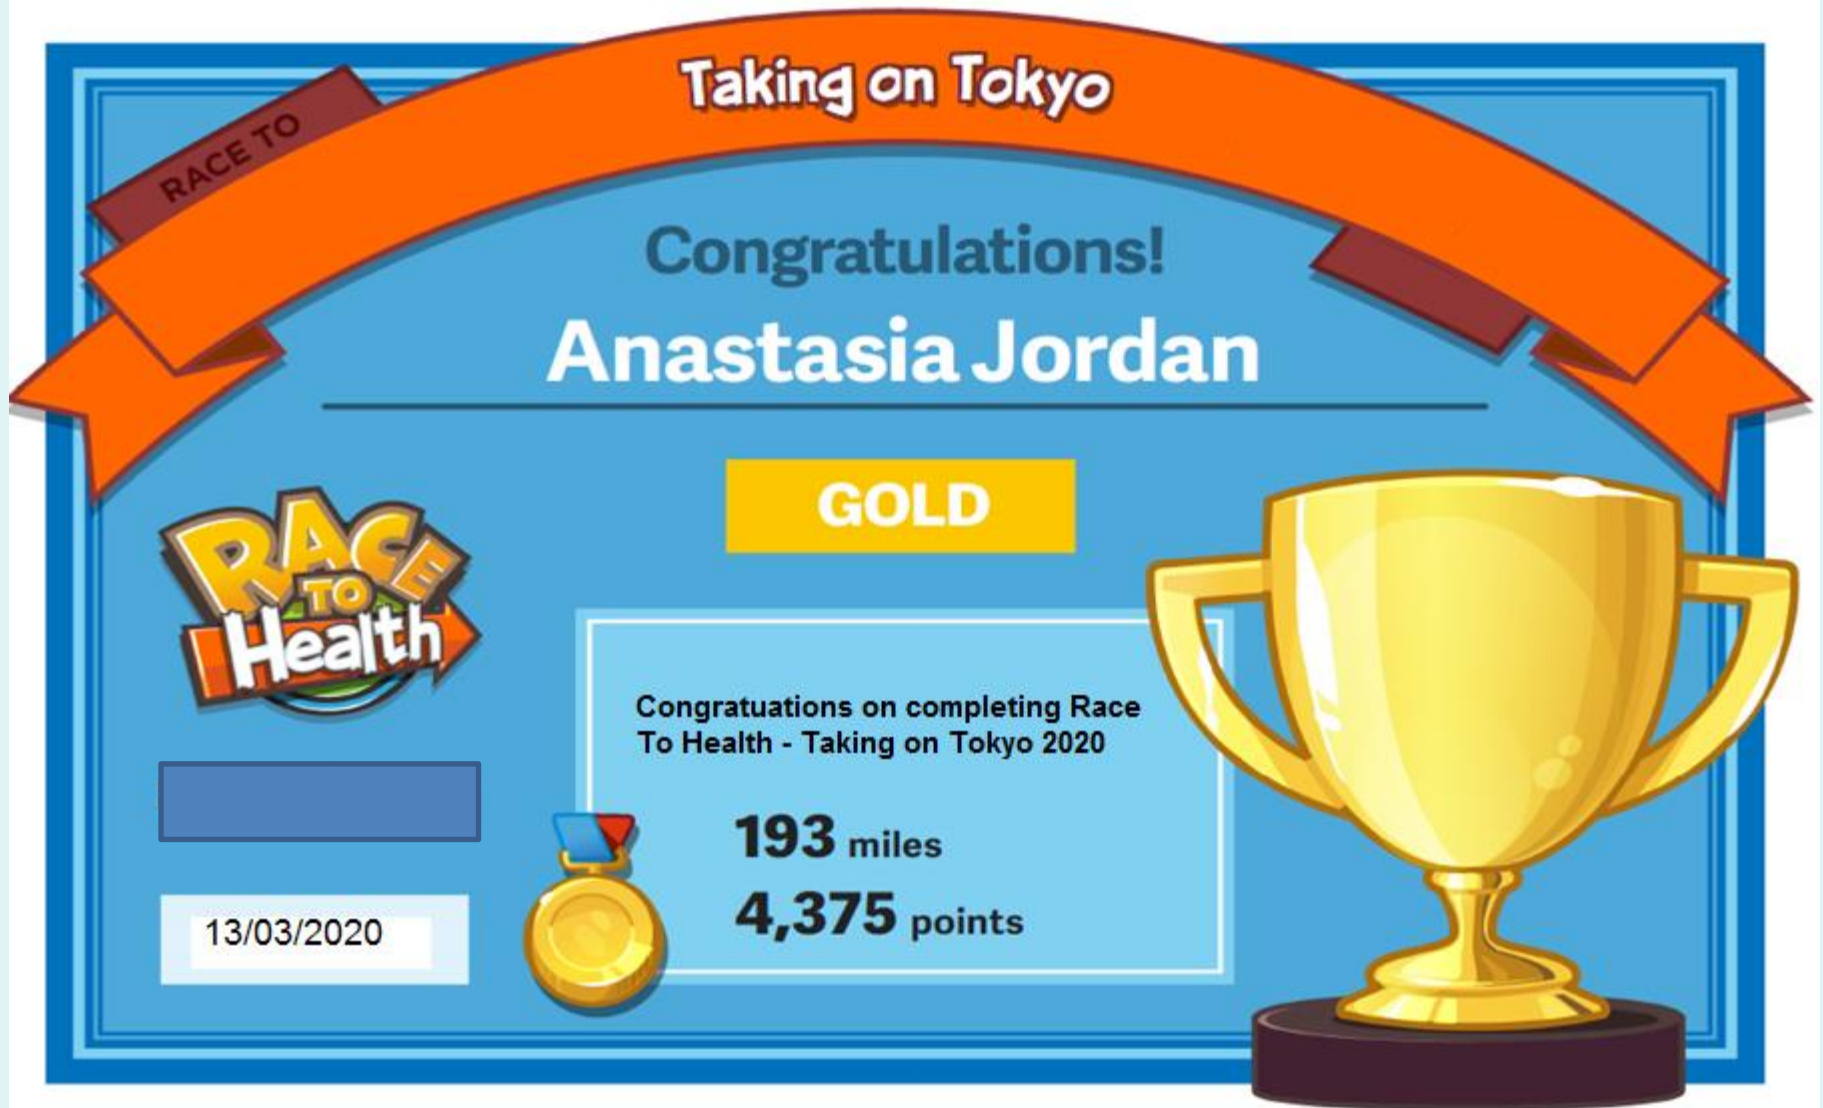 Taking on Tokyo
RACE TO
Congratulations!
Anastasia Jordan
GOLD
RACE
TO
Health
Congratuations on completing Race
To Health - Taking on Tokyo 2020
193 miles
4,375 points
13/03/2020